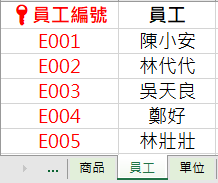 員工編號 員工
E001 陳小安
E002 林代代
E003 吳天良
E004 鄭好
E005 林壯壯
... 商品 員工 單位